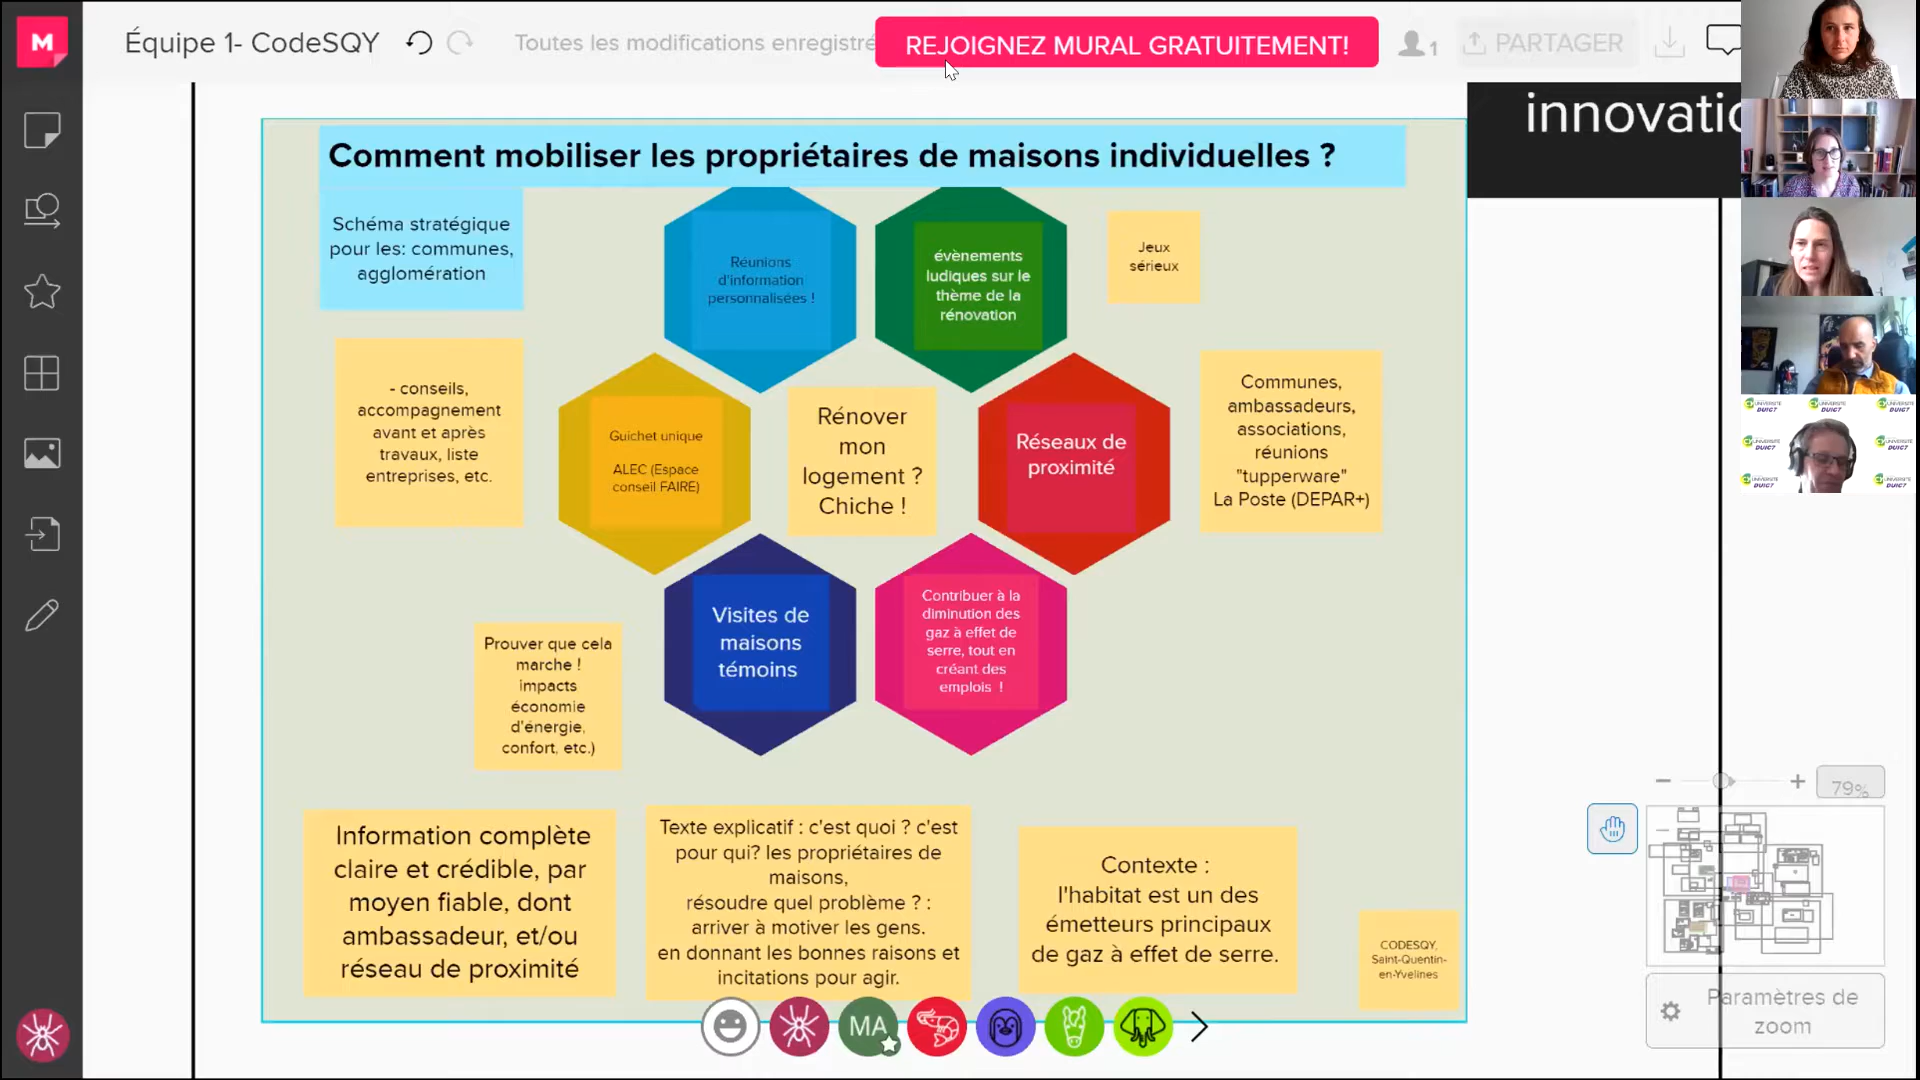 Équipe 1- CodeSQY
Toutes les modifications enregistré
REJOIGNEZ MURAL GRATUITEMENT!
1
PARTAGER
M
Comment mobiliser les propriétaires de maisons individuelles ?
Schéma stratégique
pour les: communes,
agglomération
Réunions
d'information
personnalisées !
évènements
ludiques sur le
thème de la
rénovation
Jeux
sérieux
- conseils,
accompagnement
avant et après
travaux, liste
entreprises, etc.
Guichet unique
ALEC (Espace
conseil FAIRE)
Rénover
mon
logement ?
Chiche !
Réseaux de
proximité
Communes,
ambassadeurs,
associations,
réunions
"tupperware"
La Poste (DEPAR+)
Prouver que cela
marche !
impacts
économie
d'énergie,
confort, etc.)
Visites de
maisons
témoins
Contribuer à la
diminution des
gaz à effet de
serre, tout en
créant des
emplois !
Information complète
claire et crédible, par
moyen fiable, dont
ambassadeur, et/ou
réseau de proximité
Texte explicatif : c'est quoi ? c'est
pour qui? les propriétaires de
maisons,
résoudre quel problème ? :
arriver à motiver les gens.
en donnant les bonnes raisons et
incitations pour agir.
Contexte :
l'habitat est un des
émetteurs principaux
de gaz à effet de serre.
CODESQY,
Saint-Quentin-
en-Yvelines
innovatio
79%
Paramètres de
zoom
MA